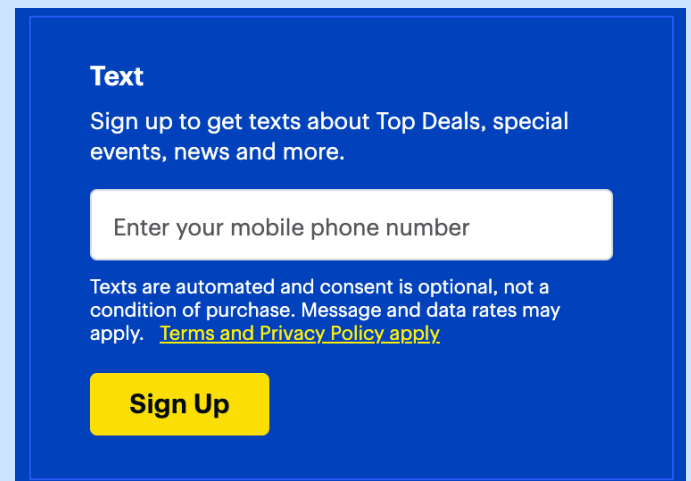 Text
Sign up to get texts about Top Deals, special
events, news and more.
Enter your mobile phone number
Texts are automated and consent is optional, not a
condition of purchase. Message and data rates may
apply. Terms and Privacy Policy apply
Sign Up